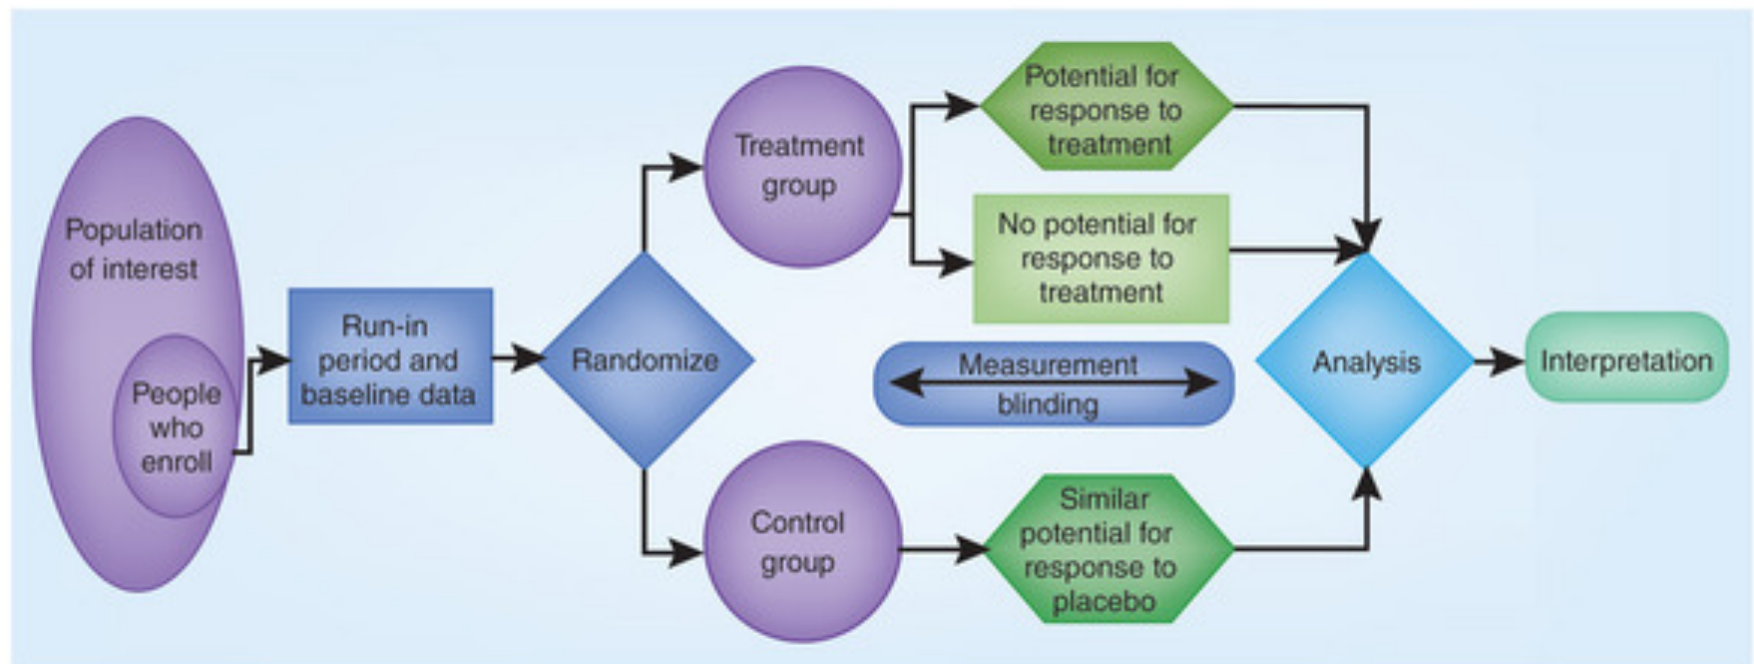 Population
of interest
People
who
enroll
Run-in
period and
baseline data
Randomize
Treatment
group
Potential for
response to
treatment
No potential for
response to
treatment
Measurement
blinding
Control
group
Similar
potential for
response to
placebo
Analysis
Interpretation